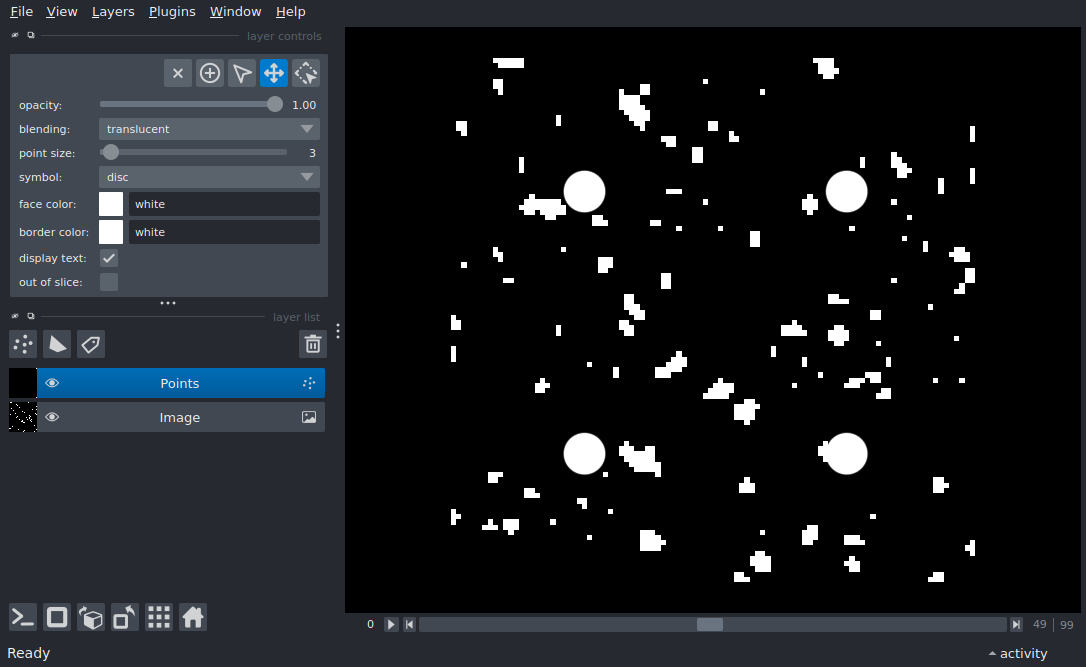 File View Layers Plugins Window Help
layer controls
opacity: 1.00
blending: translucent
point size: 3
symbol: disc
face color: white
border color: white
display text:
out of slice:
layer list
Points
Image
0 49 99
Ready activity